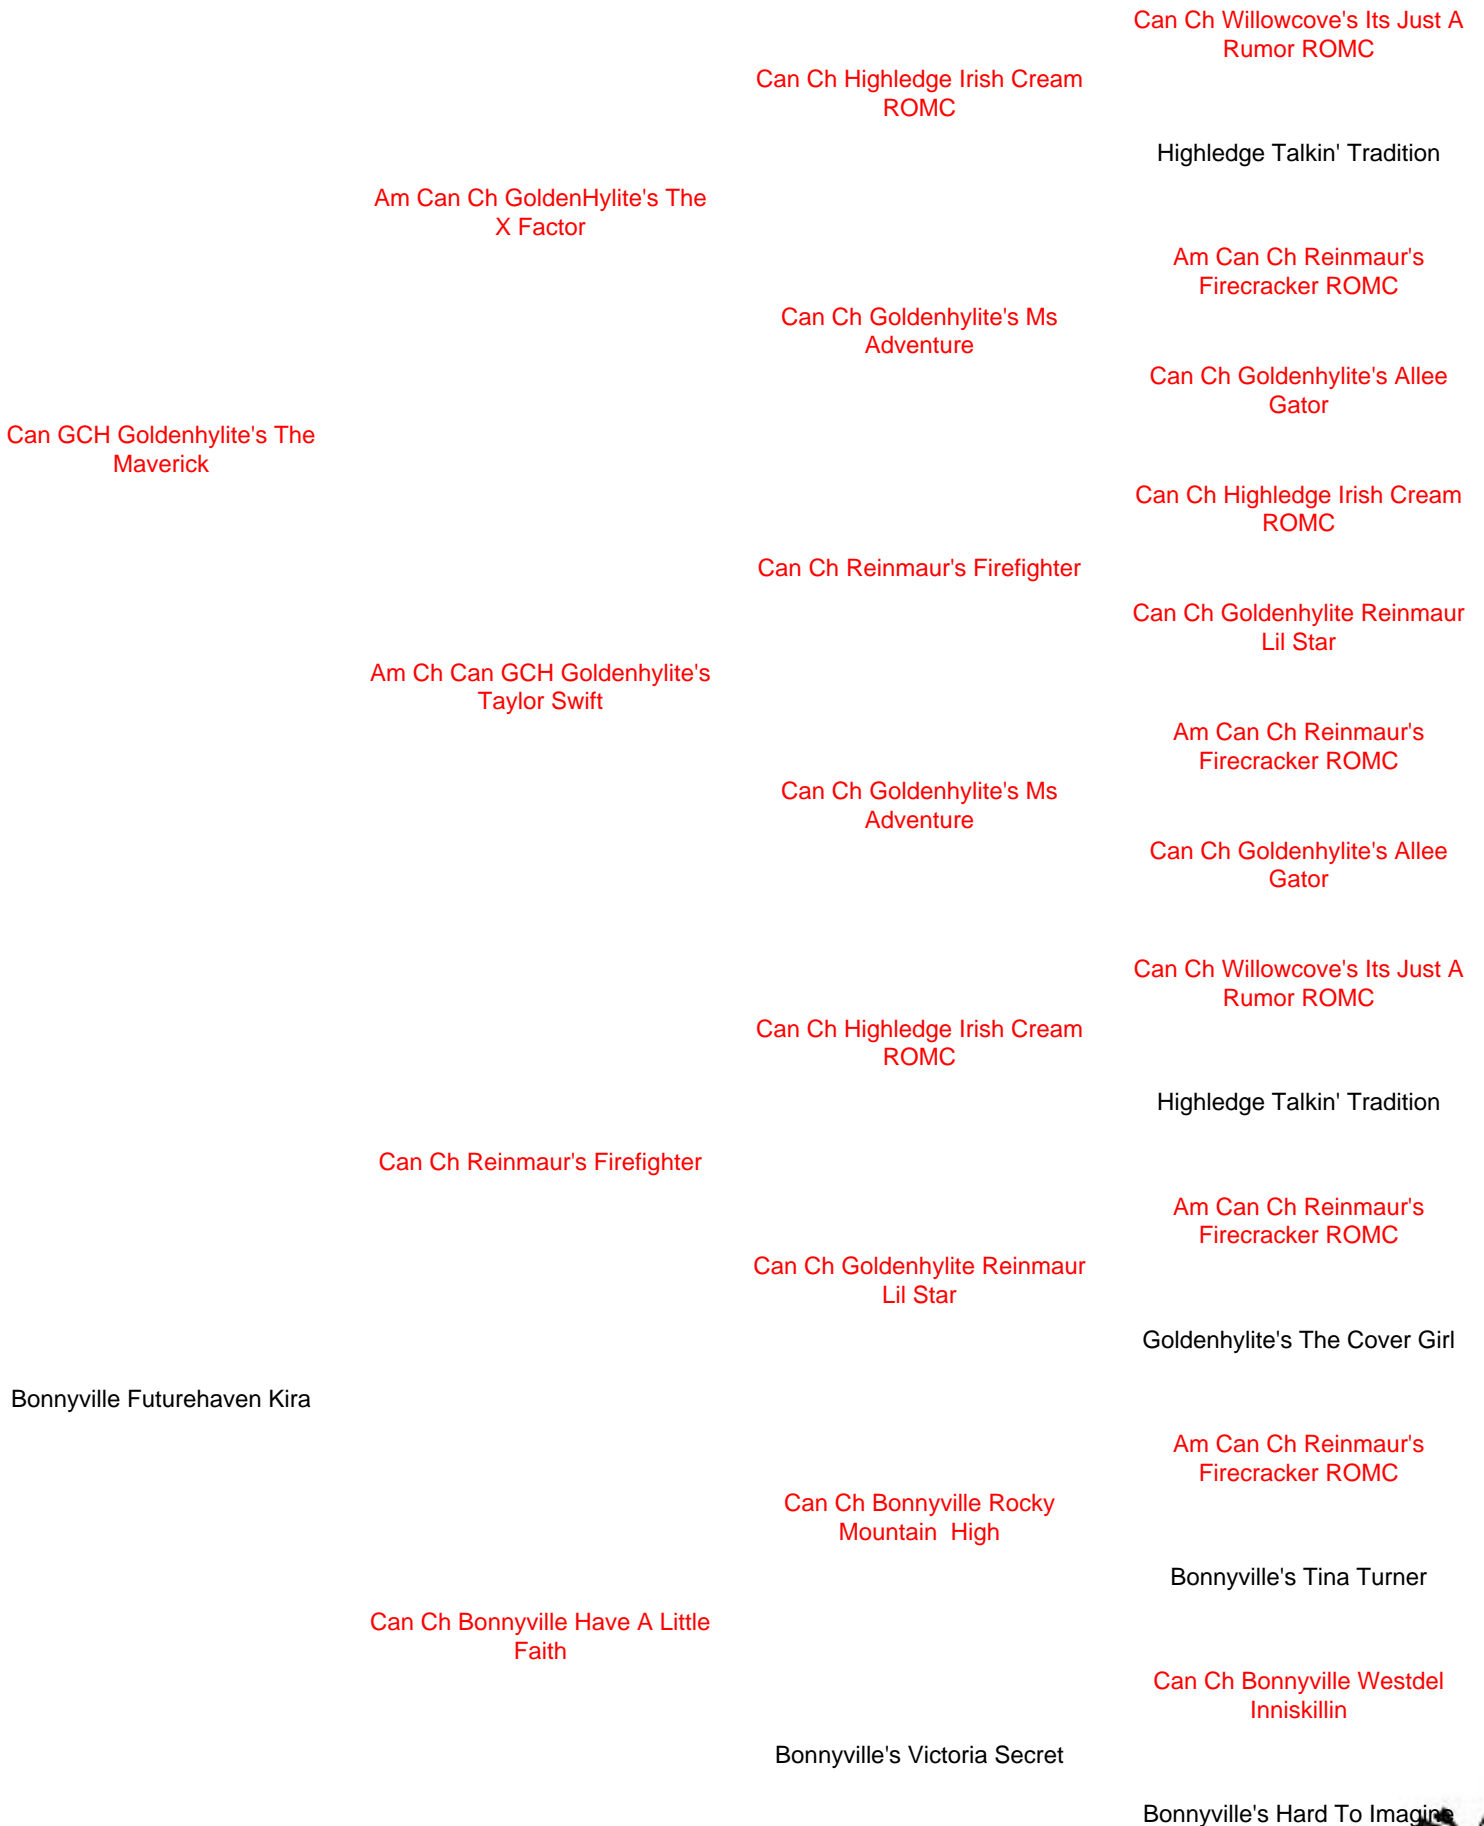 Can Ch Willowcove's Its Just A
Rumor ROMC
Can Ch Highledge Irish Cream
ROMC
Highledge Talkin' Tradition
Am Can Ch GoldenHylite's The
X Factor
Am Can Ch Reinmaur's
Firecracker ROMC
Can Ch Goldenhylite's Ms
Adventure
Can Ch Goldenhylite's Allee
Gator
Can GCH Goldenhylite's The
Maverick
Can Ch Highledge Irish Cream
ROMC
Can Ch Reinmaur's Firefighter
Can Ch Goldenhylite Reinmaur
Lil Star
Am Ch Can GCH Goldenhylite's
Taylor Swift
Am Can Ch Reinmaur's
Firecracker ROMC
Can Ch Goldenhylite's Ms
Adventure
Can Ch Goldenhylite's Allee
Gator
Can Ch Willowcove's Its Just A
Rumor ROMC
Can Ch Highledge Irish Cream
ROMC
Highledge Talkin' Tradition
Can Ch Reinmaur's Firefighter
Am Can Ch Reinmaur's
Firecracker ROMC
Can Ch Goldenhylite Reinmaur
Lil Star
Goldenhylite's The Cover Girl
Bonnyville Futurehaven Kira
Am Can Ch Reinmaur's
Firecracker ROMC
Can Ch Bonnyville Rocky
Mountain  High
Bonnyville's Tina Turner
Can Ch Bonnyville Have A Little
Faith
Can Ch Bonnyville Westdel
Inniskillin
Bonnyville's Victoria Secret
Bonnyville's Hard To Imagine